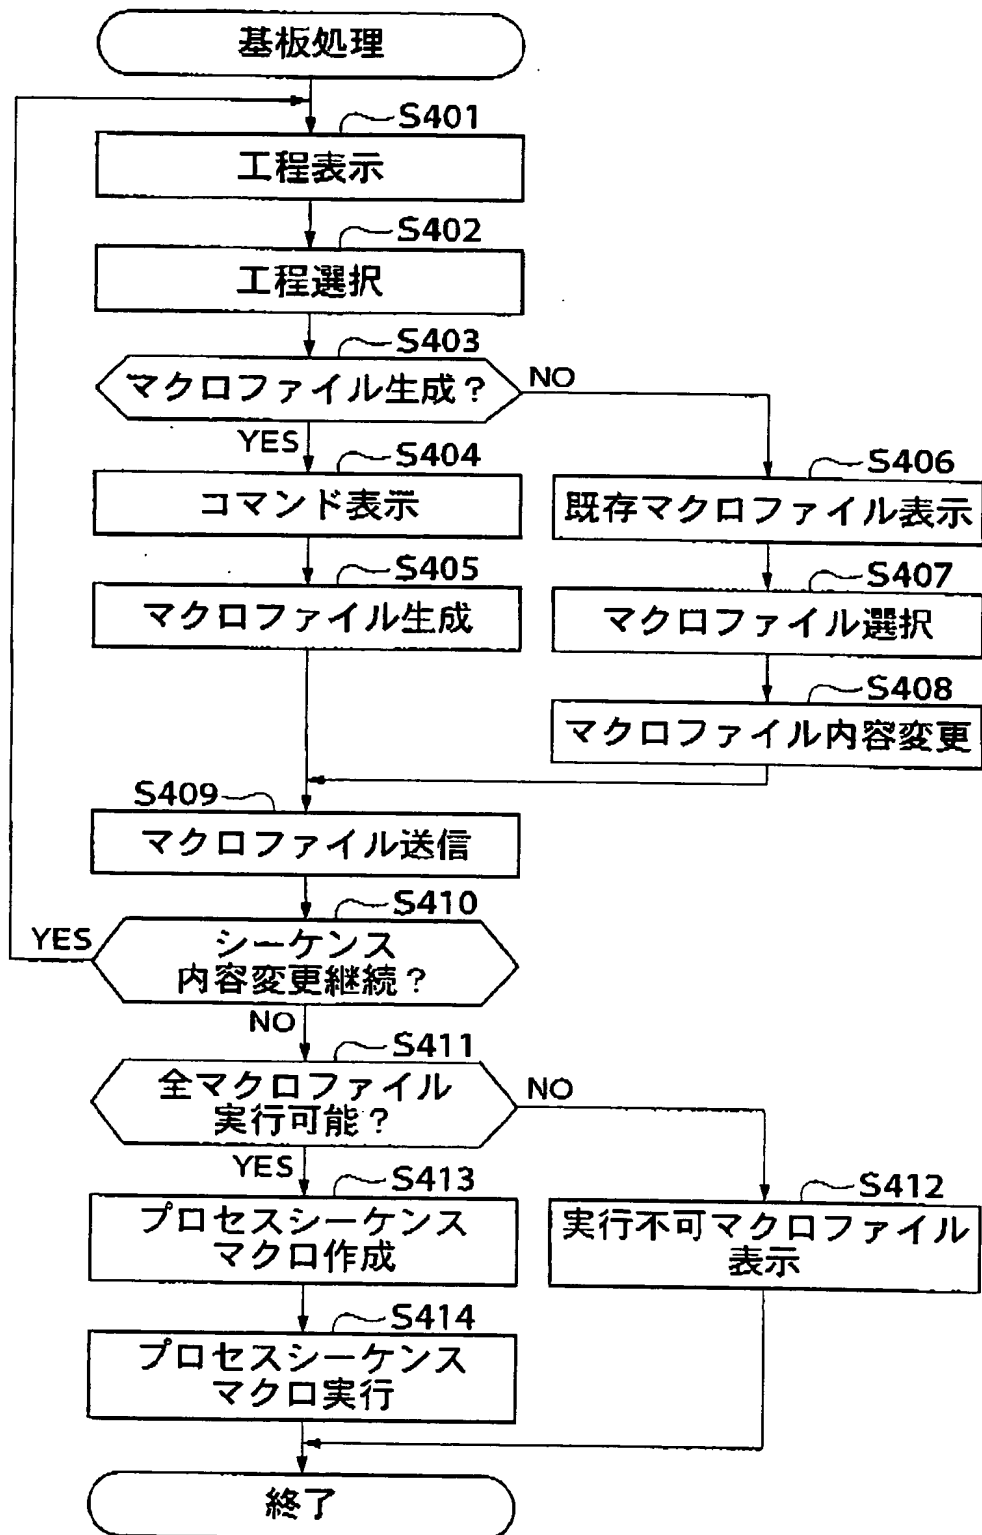 基板処理
S401
工程表示
S402
工程選択
S403
マクロファイル生成？
NO
YES
S404
コマンド表示
S405
マクロファイル生成
S406
既存マクロファイル表示
S407
マクロファイル選択
S408
マクロファイル内容変更
S409
マクロファイル送信
S410
YES
シーケンス
内容変更継続？
NO
S411
全マクロファイル
実行可能？
NO
YES
S412
実行不可マクロファイル
表示
S413
プロセスシーケンス
マクロ作成
S414
プロセスシーケンス
マクロ実行
終了